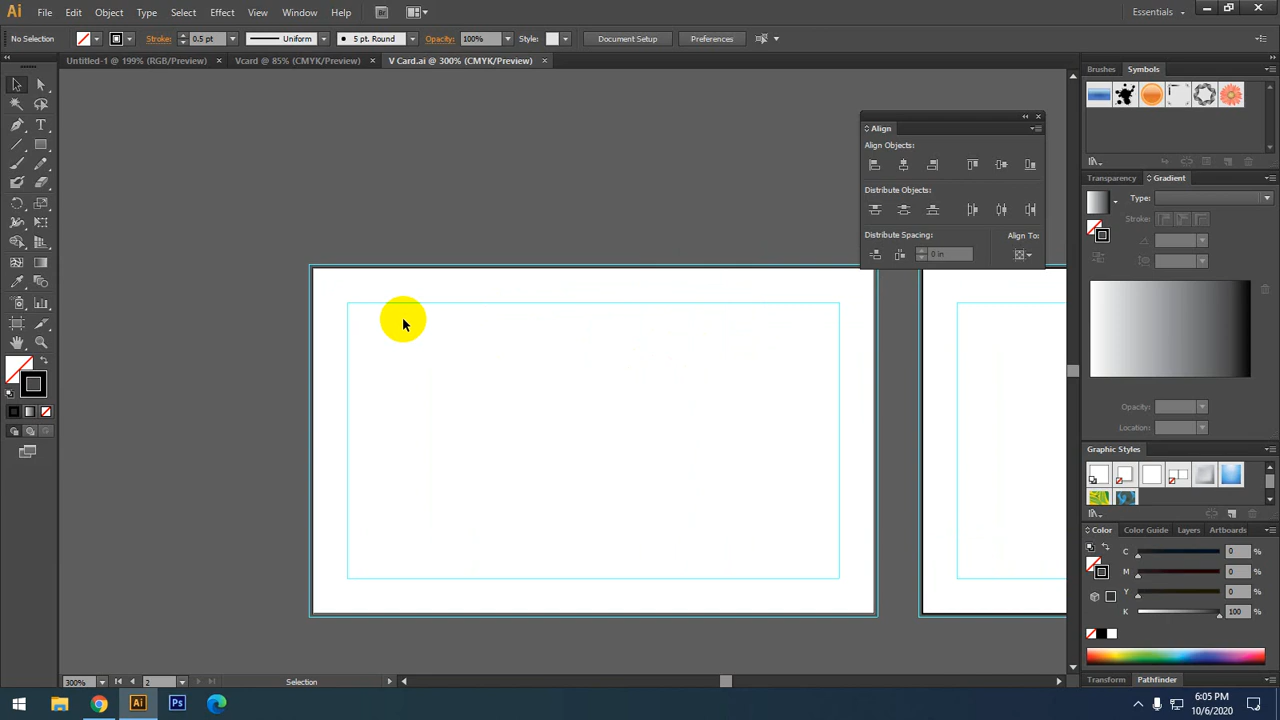 Ai File Edit Object Type Select Effect View Window Help Br Essentials
No Selection Stroke: 0.5 pt Uniform 5 pt. Round Opacity: 100% Style: Document Setup Preferences
Untitled-1 @ 199% (RGB/Preview) Vcard @ 85% (CMYK/Preview) V Card.ai @ 300% (CMYK/Preview)
Brushes Symbols
Align
Align Objects:
Distribute Objects:
Distribute Spacing: Align To:
0 in
Transparency Gradient
Type:
Stroke:
Opacity:
Location:
Graphic Styles
Color Color Guide Layers Artboards
C 0 %
M 0 %
Y 0 %
K 100 %
Transform Pathfinder
300% 2 Selection
Ai Ps
6:05 PM
10/6/2020